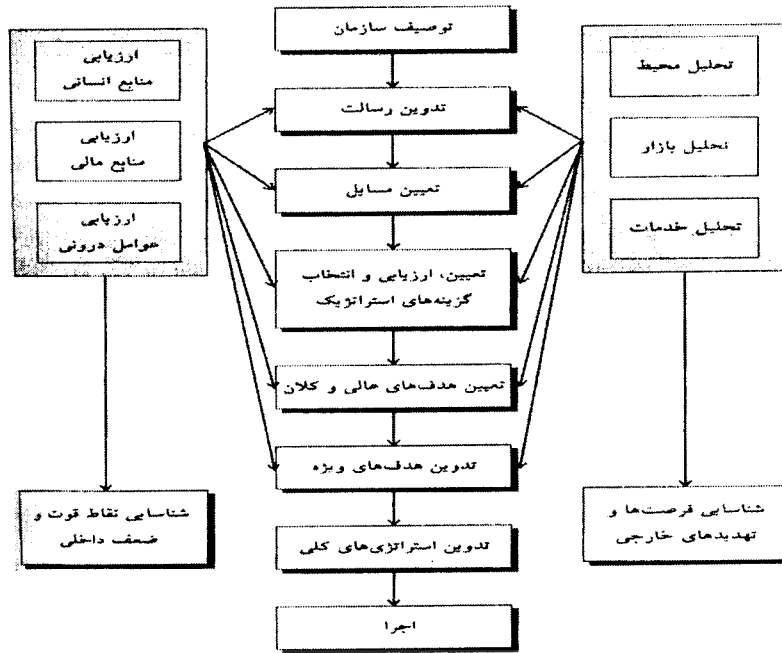 توصیف سازمان
تدوین رسالت
تعیین مسایل
تعیین، ارزیابی و انتخاب
گزینه‌های استراتژیک
تعیین هدف‌های عالی و کلان
تدوین هدف‌های ویژه
تدوین استراتژی‌های کلی
اجرا
تحلیل محیط
تحلیل بازار
تحلیل خدمات
شناسایی فرصت‌ها و
تهدیدهای خارجی
ارزیابی
منابع انسانی
ارزیابی
منابع مالی
ارزیابی
عوامل درونی
شناسایی نقاط قوت و
ضعف داخلی